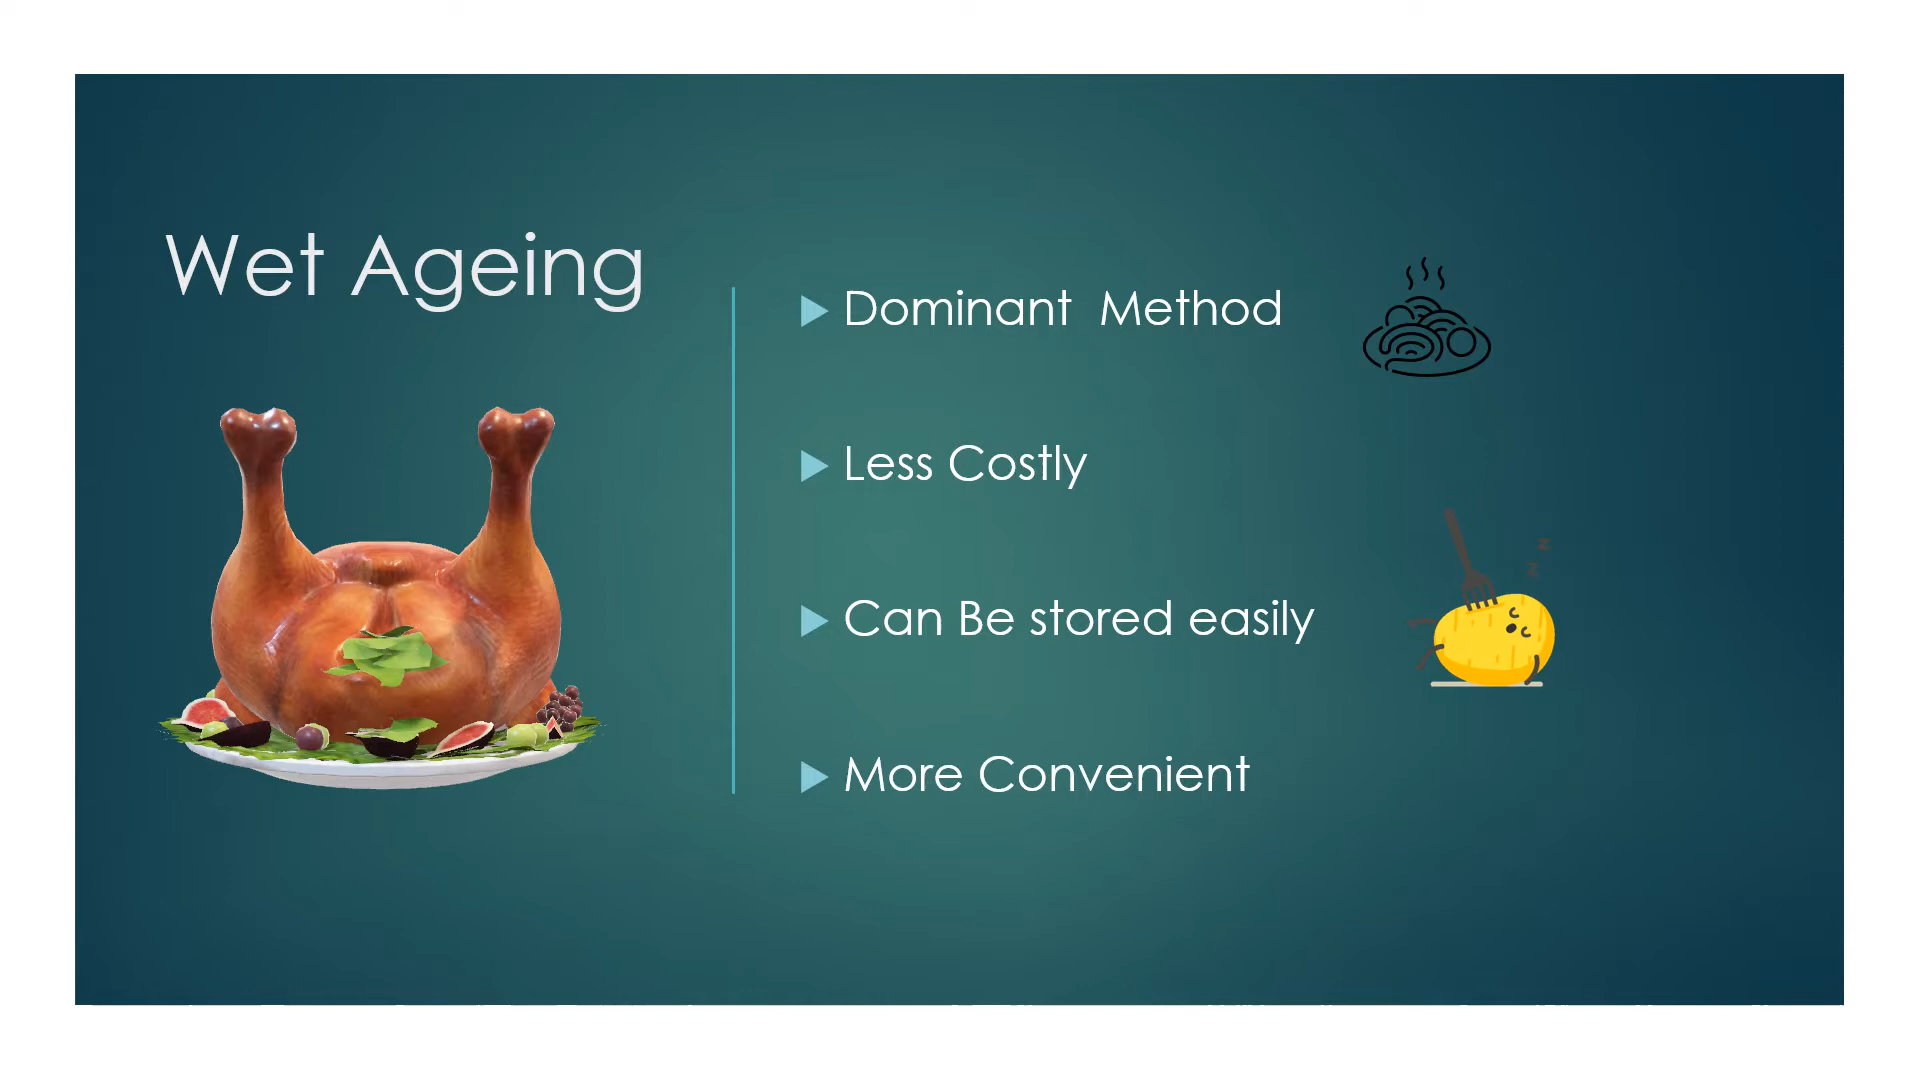 Wet Ageing
Dominant  Method
Less Costly
Can Be stored easily
More Convenient
z
z